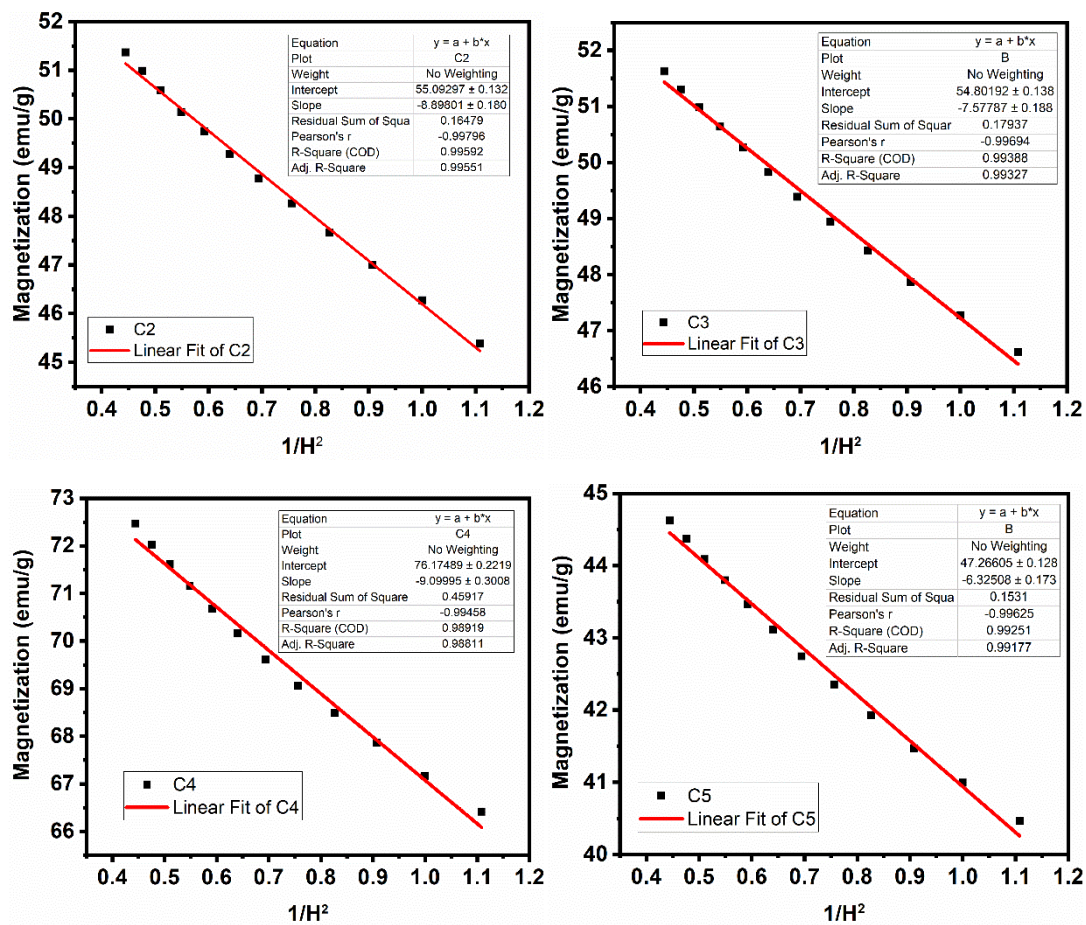 Magnetization (emu/g)
52
51
50
49
48
47
46
45
0.4 0.5 0.6 0.7 0.8 0.9 1.0 1.1 1.2
1/H²
Equation y = a + b*x
Plot C2
Weight No Weighting
Intercept 55.09297 ± 0.132
Slope -8.89801 ± 0.180
Residual Sum of Squa 0.16479
Pearson's r -0.99796
R-Square (COD) 0.99592
Adj. R-Square 0.99551
C2
Linear Fit of C2
Magnetization (emu/g)
52
51
50
49
48
47
46
0.4 0.5 0.6 0.7 0.8 0.9 1.0 1.1 1.2
1/H²
Equation y = a + b*x
Plot B
Weight No Weighting
Intercept 54.80192 ± 0.138
Slope -7.57787 ± 0.188
Residual Sum of Squar 0.17937
Pearson's r -0.99694
R-Square (COD) 0.99388
Adj. R-Square 0.99327
C3
Linear Fit of C3
Magnetization (emu/g)
73
72
71
70
69
68
67
66
0.4 0.5 0.6 0.7 0.8 0.9 1.0 1.1 1.2
1/H²
Equation y = a + b*x
Plot C4
Weight No Weighting
Intercept 76.17489 ± 0.2219
Slope -9.09995 ± 0.3008
Residual Sum of Square 0.45917
Pearson's r -0.99458
R-Square (COD) 0.98919
Adj. R-Square 0.98811
C4
Linear Fit of C4
Magnetization (emu/g)
45
44
43
42
41
40
0.4 0.5 0.6 0.7 0.8 0.9 1.0 1.1 1.2
1/H²
Equation y = a + b*x
Plot B
Weight No Weighting
Intercept 47.26605 ± 0.128
Slope -6.32508 ± 0.173
Residual Sum of Squa 0.1531
Pearson's r -0.99625
R-Square (COD) 0.99251
Adj. R-Square 0.99177
C5
Linear Fit of C5